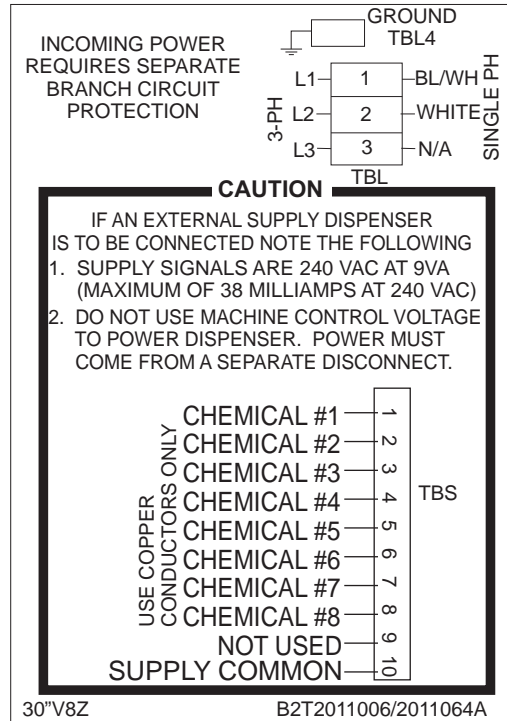 INCOMING POWER
REQUIRES SEPARATE
BRANCH CIRCUIT
PROTECTION
GROUND
TBL4
3-PH
L1 1 BL/WH
L2 2 WHITE
L3 3 N/A
SINGLE PH
TBL
CAUTION
IF AN EXTERNAL SUPPLY DISPENSER
IS TO BE CONNECTED NOTE THE FOLLOWING
1. SUPPLY SIGNALS ARE 240 VAC AT 9VA
(MAXIMUM OF 38 MILLIAMPS AT 240 VAC)
2. DO NOT USE MACHINE CONTROL VOLTAGE
TO POWER DISPENSER. POWER MUST
COME FROM A SEPARATE DISCONNECT.
USE COPPER
CONDUCTORS ONLY
CHEMICAL #1 1
CHEMICAL #2 2
CHEMICAL #3 3
CHEMICAL #4 4
CHEMICAL #5 5
CHEMICAL #6 6
CHEMICAL #7 7
CHEMICAL #8 8
NOT USED 9
SUPPLY COMMON 10
TBS
30"V8Z
B2T2011006/2011064A